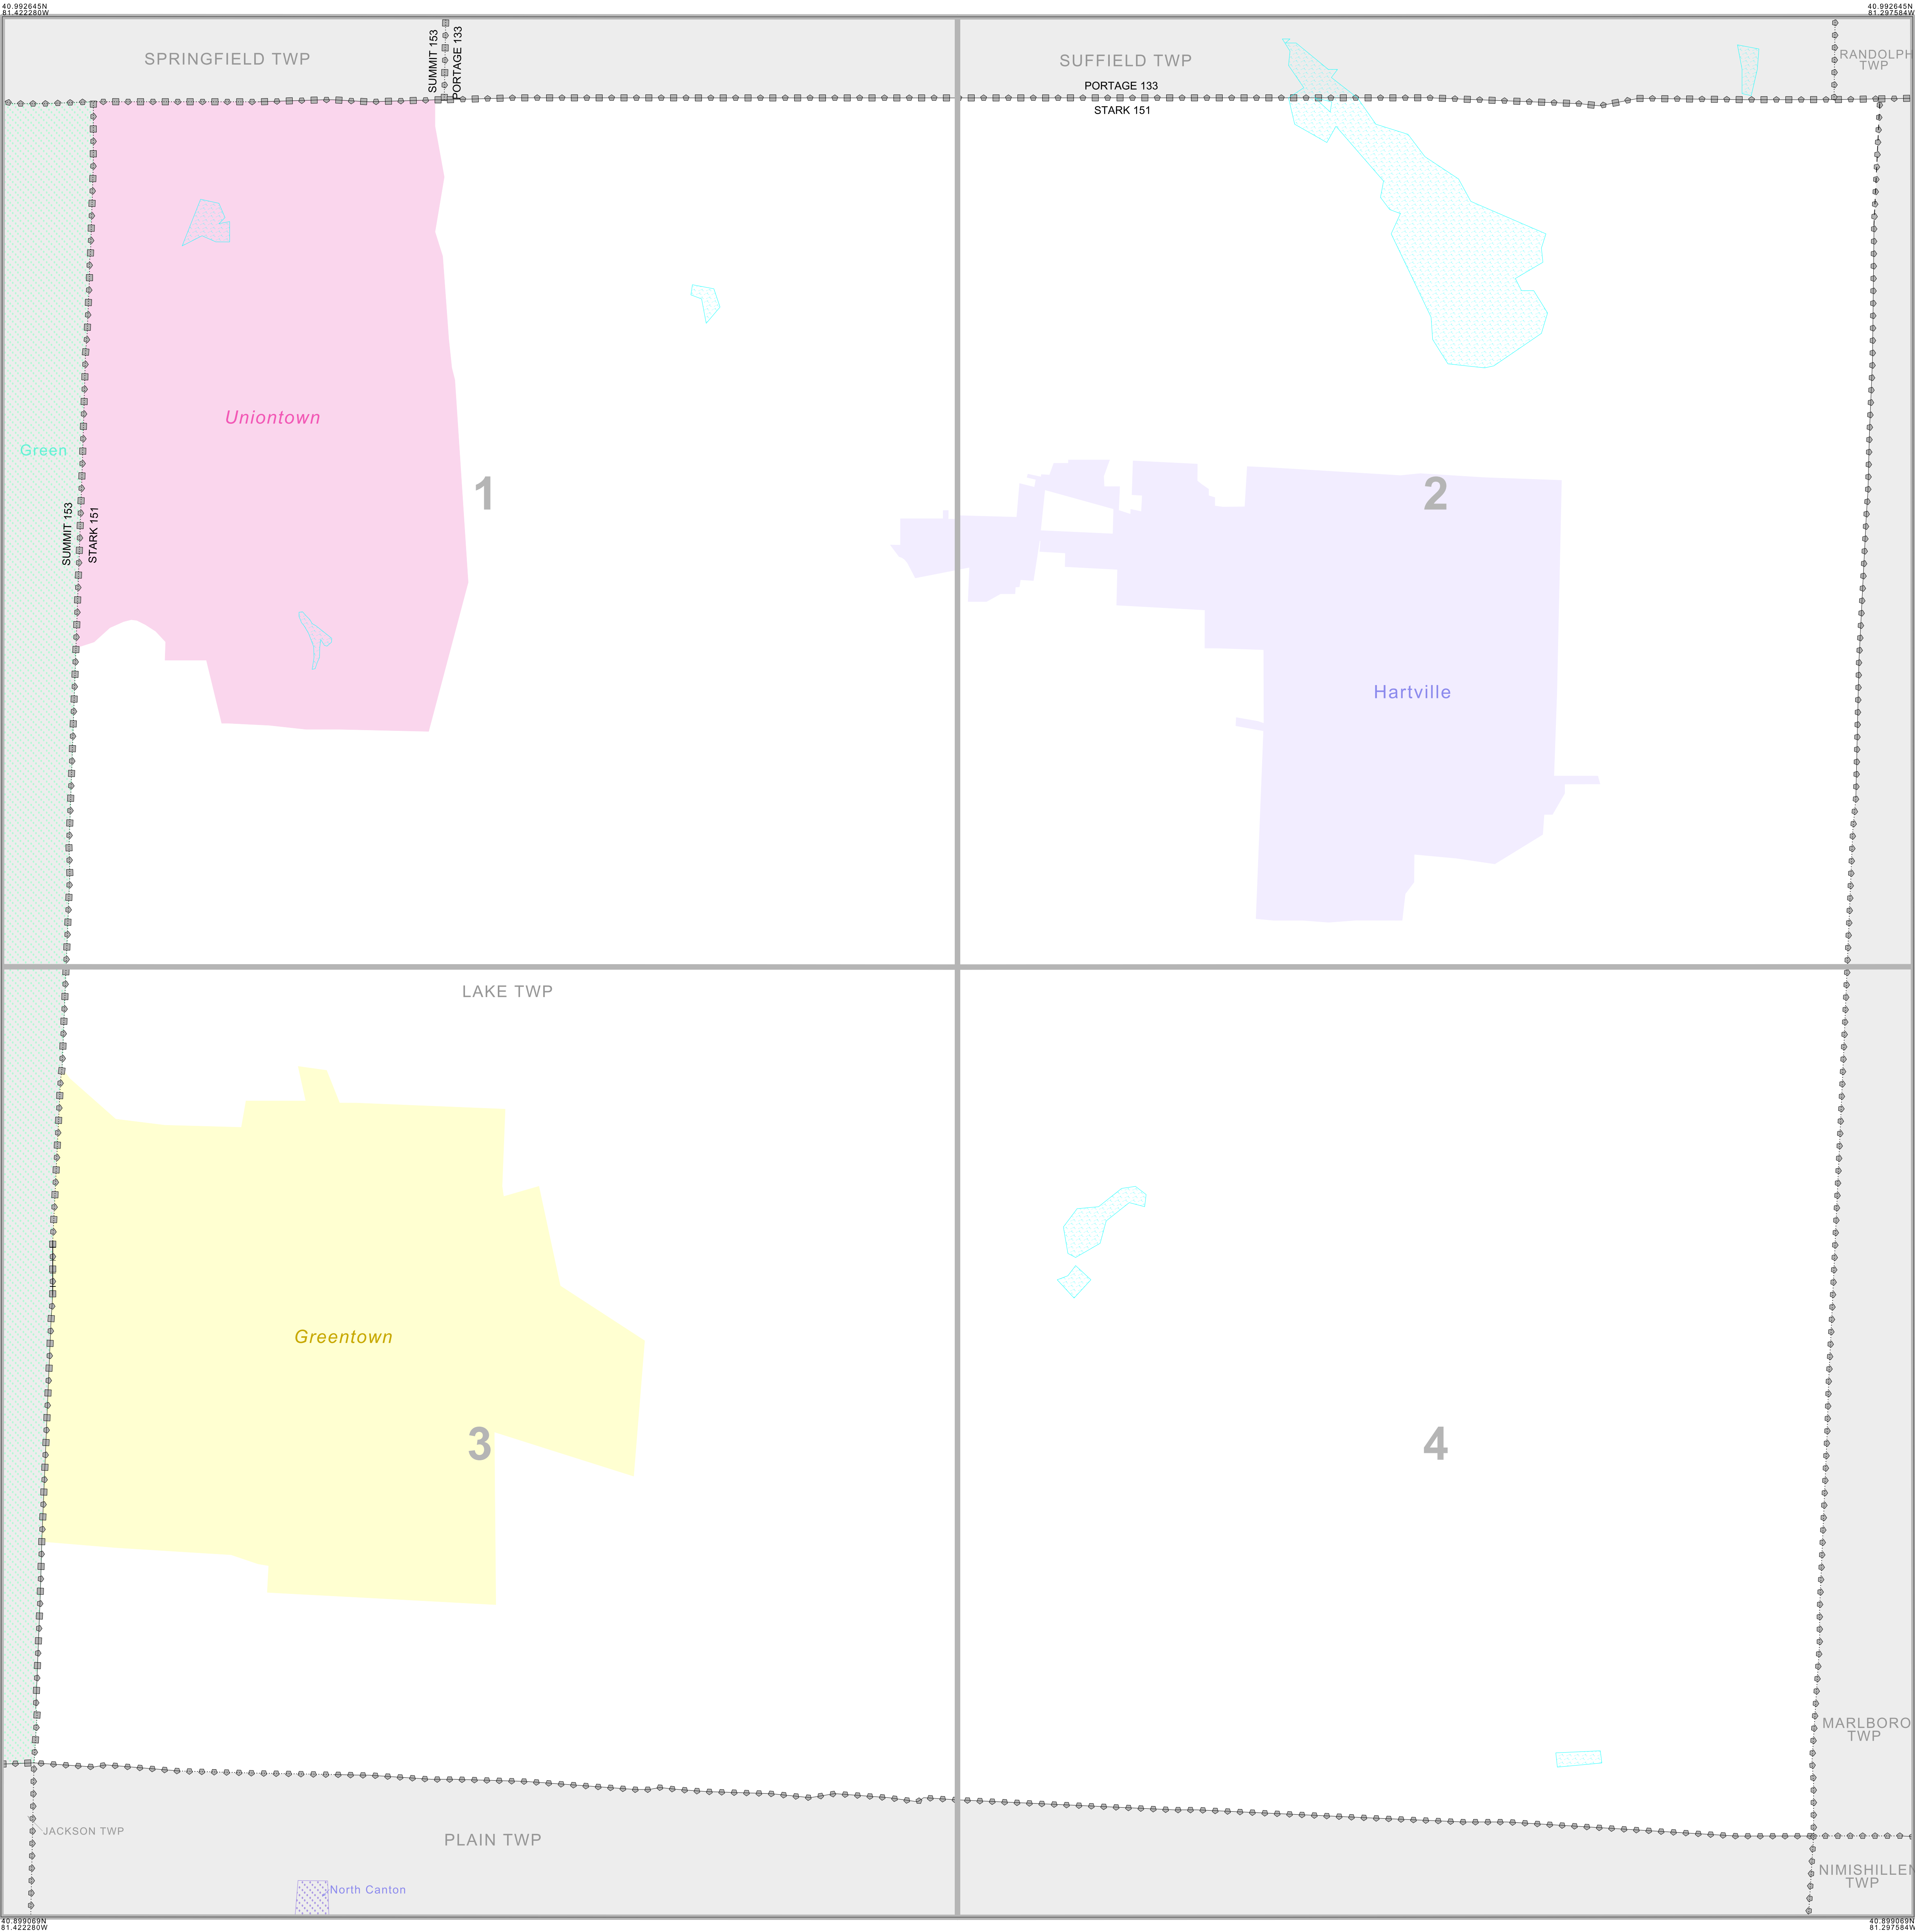 40.992645N
81.422280W
40.992645N
81.297584W
SPRINGFIELD TWP
SUMMIT 153
PORTAGE 133
SUFFIELD TWP
RANDOLPH
TWP
PORTAGE 133
STARK 151
Uniontown
Green
1
2
SUMMIT 153
STARK 151
Hartville
LAKE TWP
Greentown
3
4
MARLBORO
TWP
JACKSON TWP
PLAIN TWP
NIMISHILLEN
TWP
North Canton
40.899069N
81.422280W
40.899069N
81.297584W